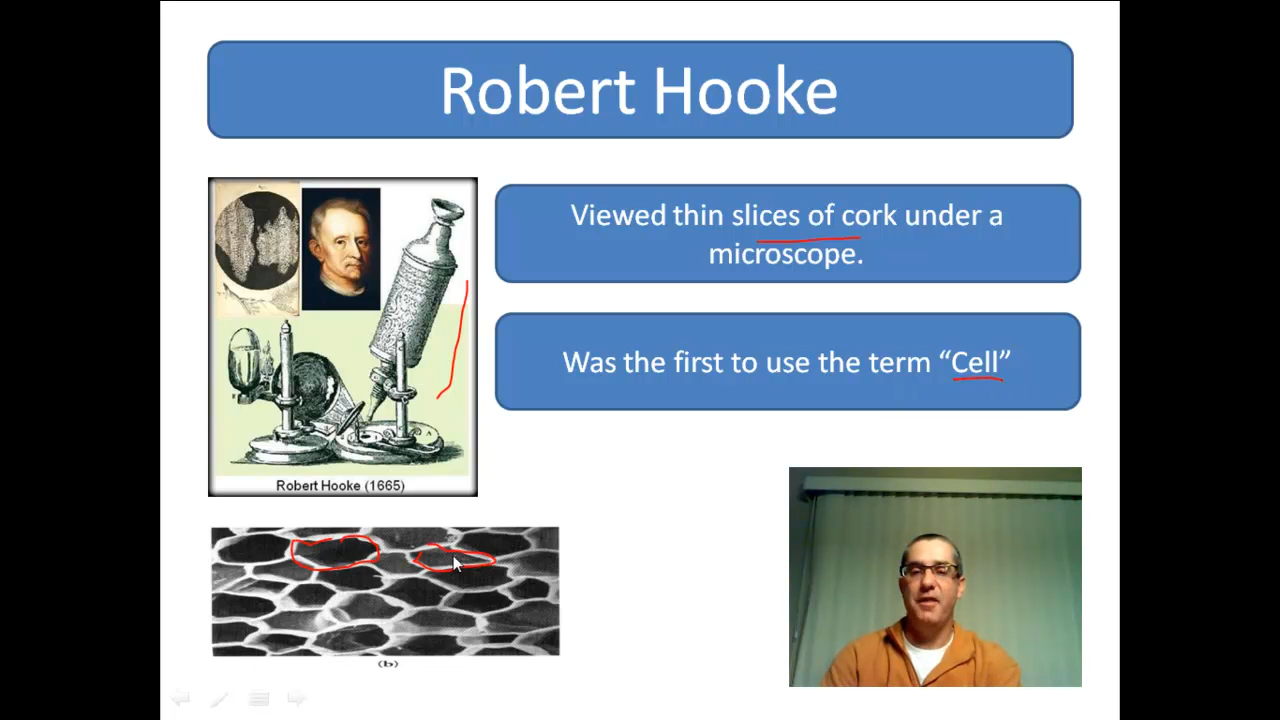 Robert Hooke
Viewed thin slices of cork under a
microscope.
Was the first to use the term “Cell”
Robert Hooke (1665)
(b)